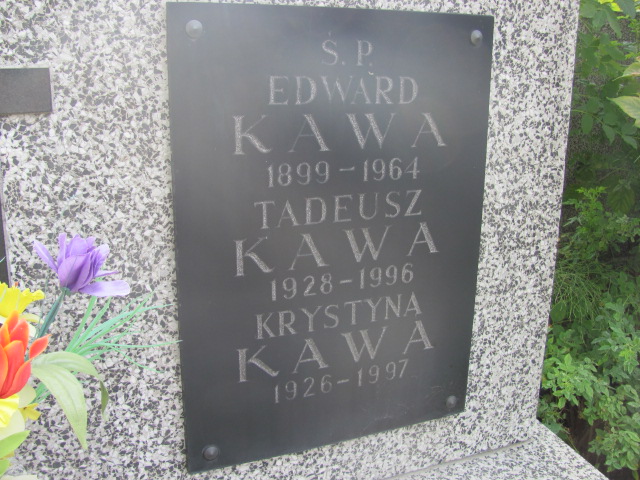 Ś. P.
EDWARD
KAWA
1899-1964
TADEUSZ
KAWA
1928-1996
KRYSTYNA
KAWA
1926-1997